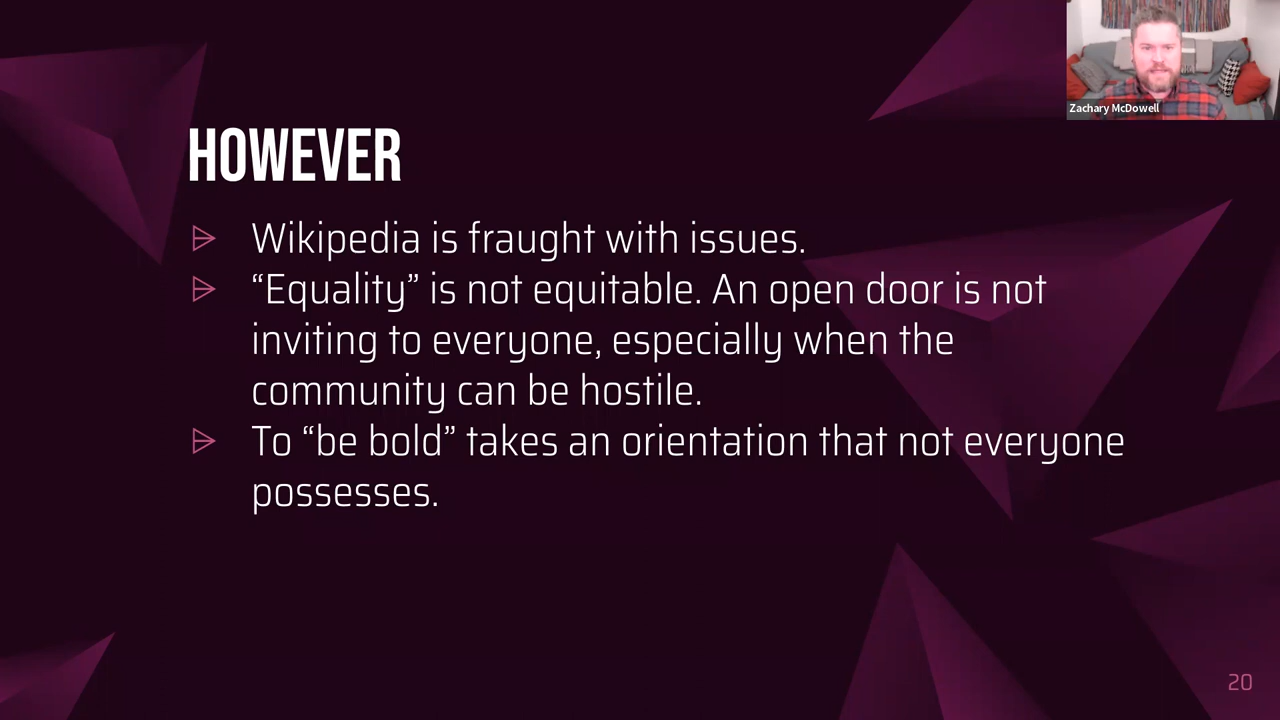 Zachary McDowell
HOWEVER
Wikipedia is fraught with issues.
“Equality” is not equitable. An open door is not
inviting to everyone, especially when the
community can be hostile.
To “be bold” takes an orientation that not everyone
possesses.
20